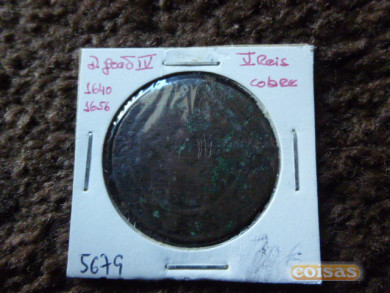 D João IV
1640
1656
V Reis
cobre
5679
coisas